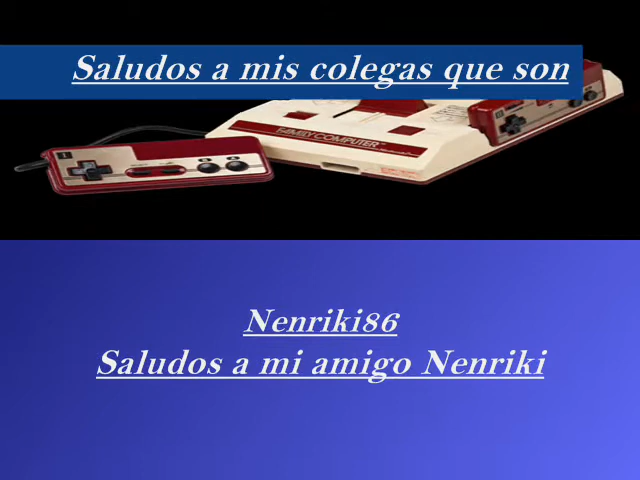 Saludos a mis colegas que son
FAMILY COMPUTER
Nenriki86
Saludos a mi amigo Nenriki